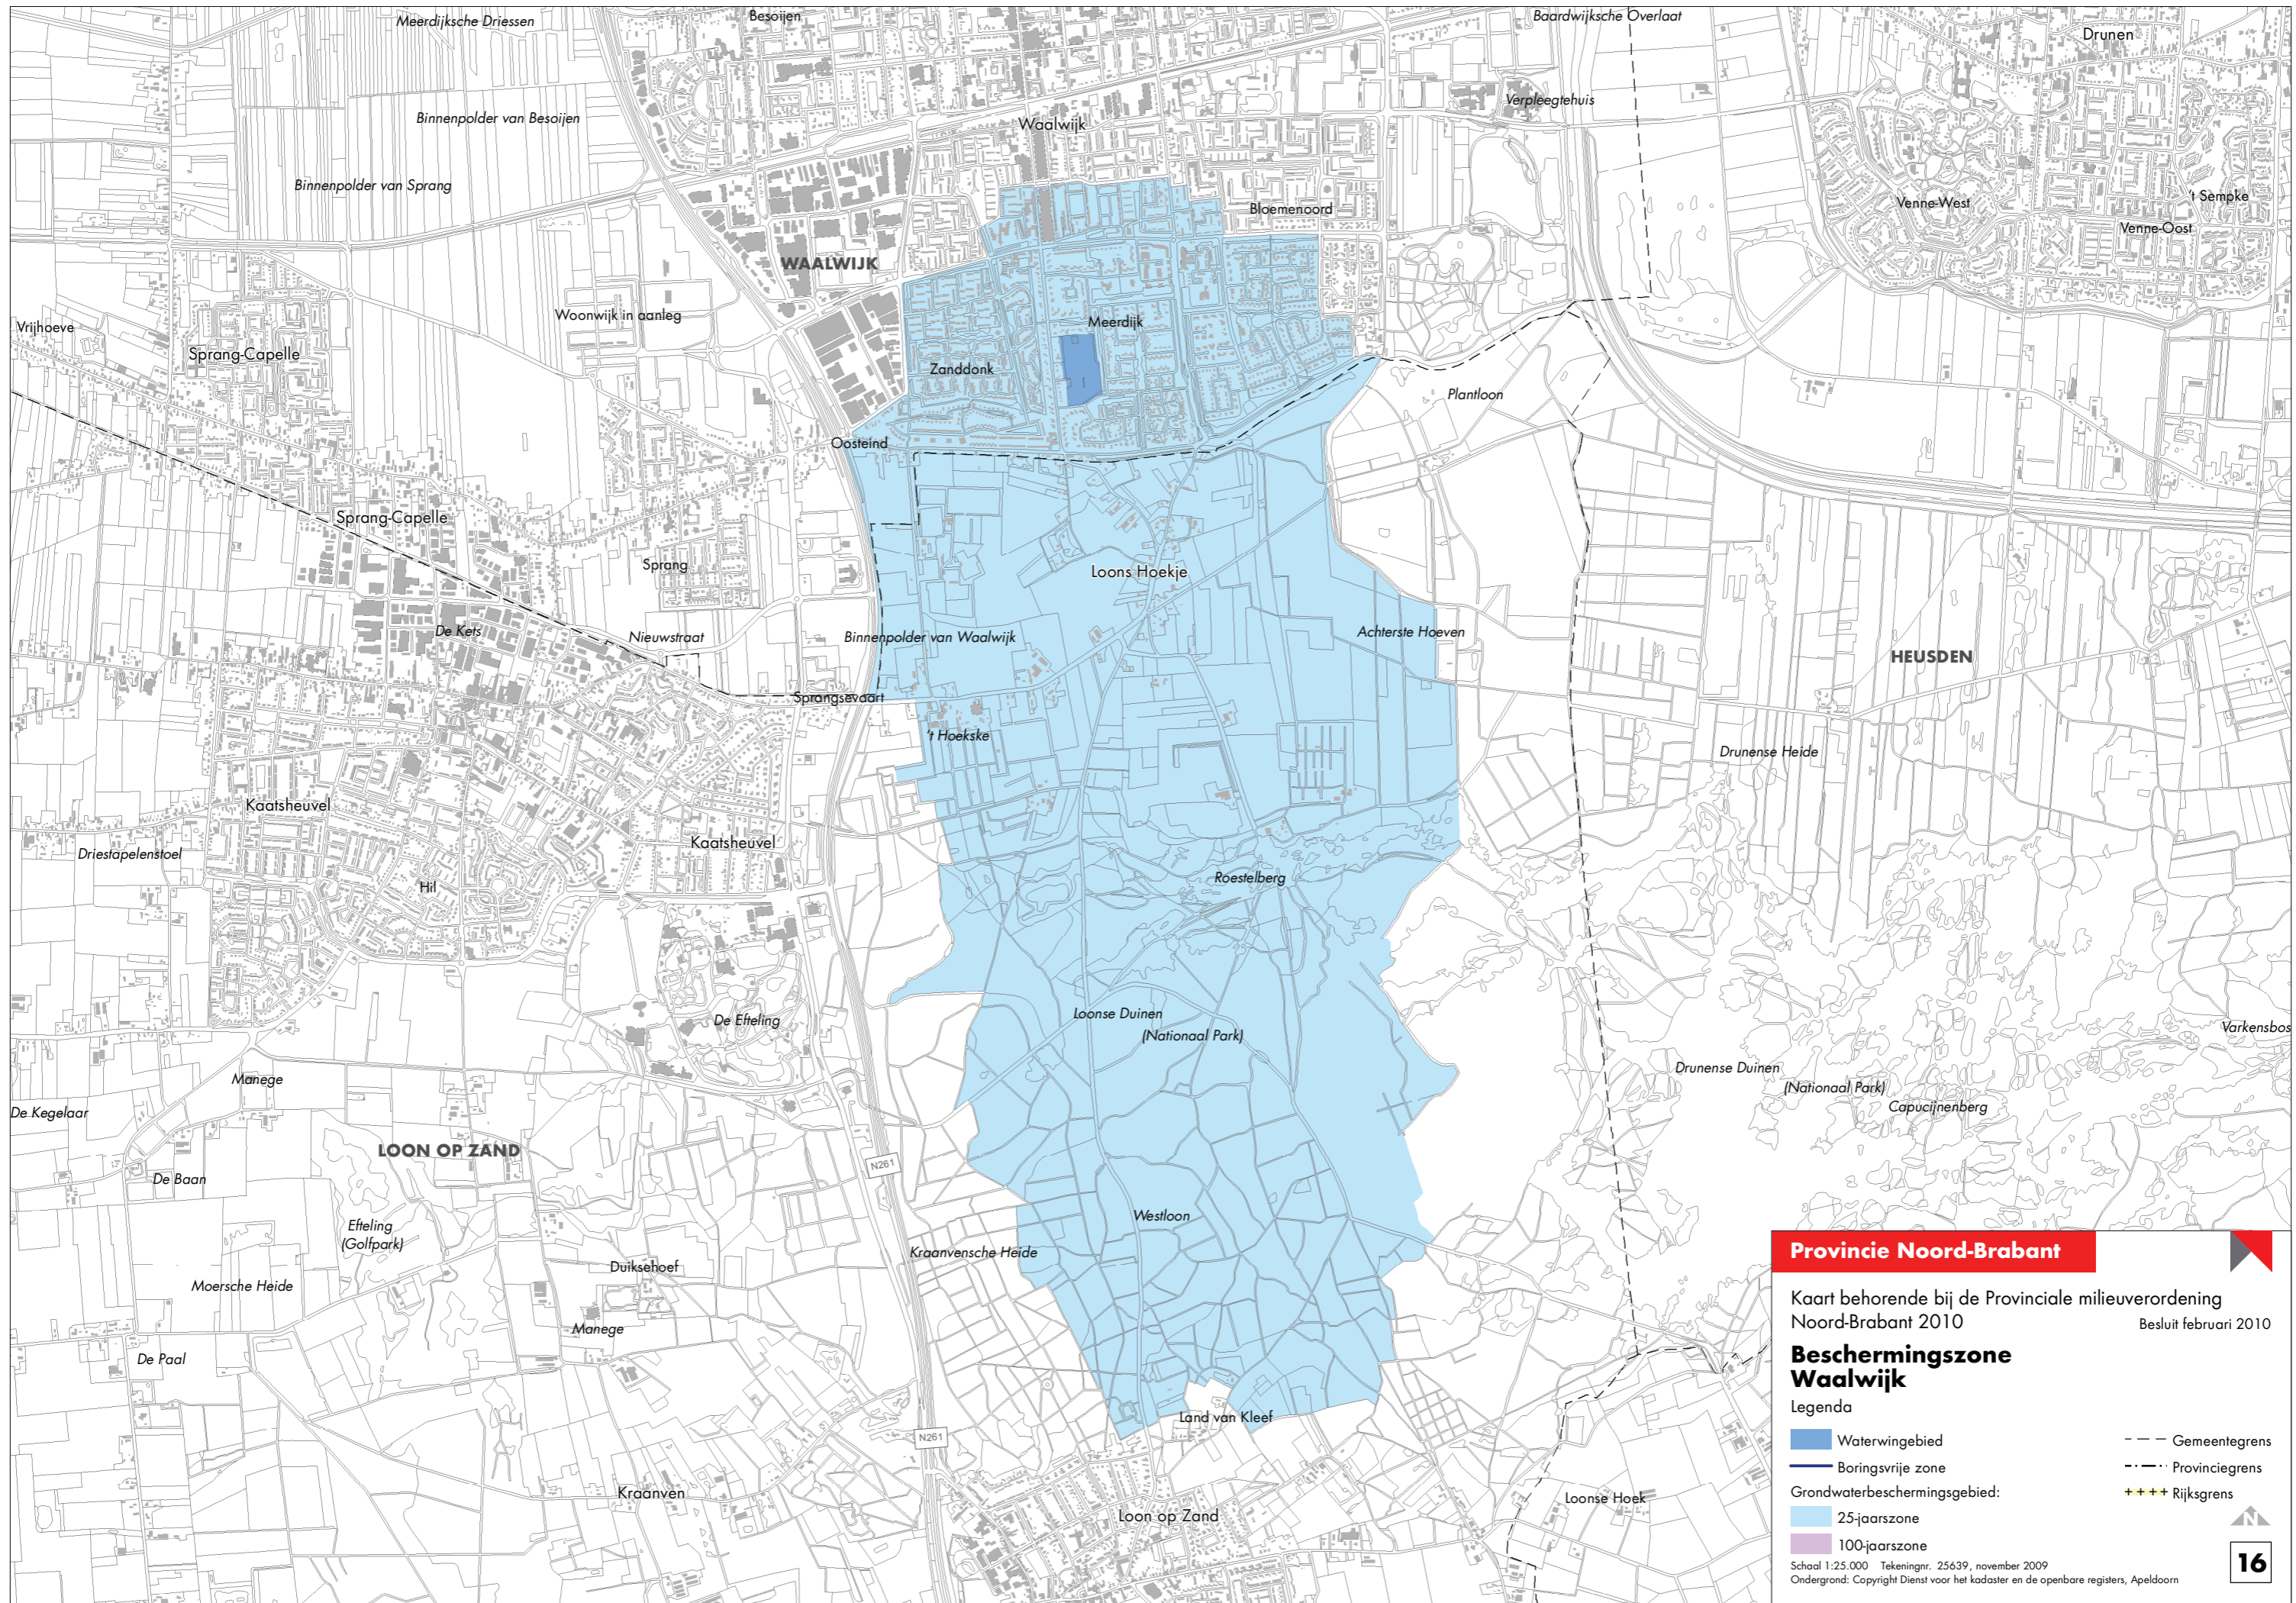 Meerdijksche Driessen
Besoijen
Baardwijksche Overlaat
Drunen
Binnenpolder van Besoijen
Verpleegtehuis
Waalwijk
Binnenpolder van Sprang
't Sempke
Venne-West
Bloemenoord
Venne-Oost
WAALWIJK
Woonwijk in aanleg
Meerdijk
Vrijhoeve
Sprang-Capelle
Zanddonk
Plantloon
Oosteind
Sprang-Capelle
Sprang
Loons Hoekje
De Kets
Nieuwstraat
Binnenpolder van Waalwijk
Achterste Hoeven
HEUSDEN
Sprangsevaart
't Hoekske
Drunense Heide
Kaatsheuvel
Kaatsheuvel
Driestapelenstoel
Hil
Roestelberg
De Efteling
Loonse Duinen
(Nationaal Park)
Varkensbos
Drunense Duinen
(Nationaal Park)
Capucijnenberg
Manege
De Kegelaar
LOON OP ZAND
N261
De Baan
Westloon
Efteling
(Golfpark)
Kraanvensche Heide
Duiksehoef
Moersche Heide
Manege
De Paal
Land van Kleef
N261
Kraanven
Loonse Hoek
Loon op Zand
Provincie Noord-Brabant
Kaart behorende bij de Provinciale milieuverordening
Noord-Brabant 2010
Besluit februari 2010
Beschermingszone
Waalwijk
Legenda
Waterwingebied
Gemeentegrens
Boringsvrije zone
Provinciegrens
Grondwaterbeschermingsgebied:
Rijksgrens
25-jaarszone
N
100-jaarszone
Schaal 1:25.000 Tekeningnr. 25639, november 2009
Ondergrond: Copyright Dienst voor het kadaster en de openbare registers, Apeldoorn
16